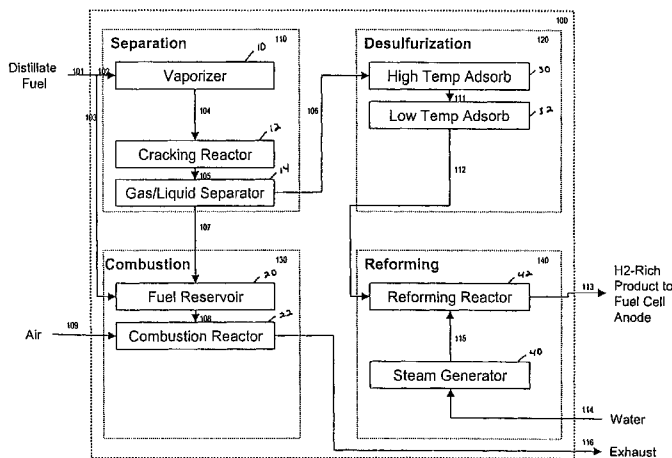 100
Separation
110
Desulfurization
120
10
Distillate
Fuel
101
102
Vaporizer
High Temp Adsorb
30
103
104
106
111
Low Temp Adsorb
32
12
Cracking Reactor
105
14
Gas/Liquid Separator
112
107
Combustion
130
Reforming
140
20
42
Fuel Reservoir
Reforming Reactor
113
H2-Rich
Product to
Fuel Cell
Anode
108
22
Air
109
Combustion Reactor
115
40
Steam Generator
114
Water
116
Exhaust